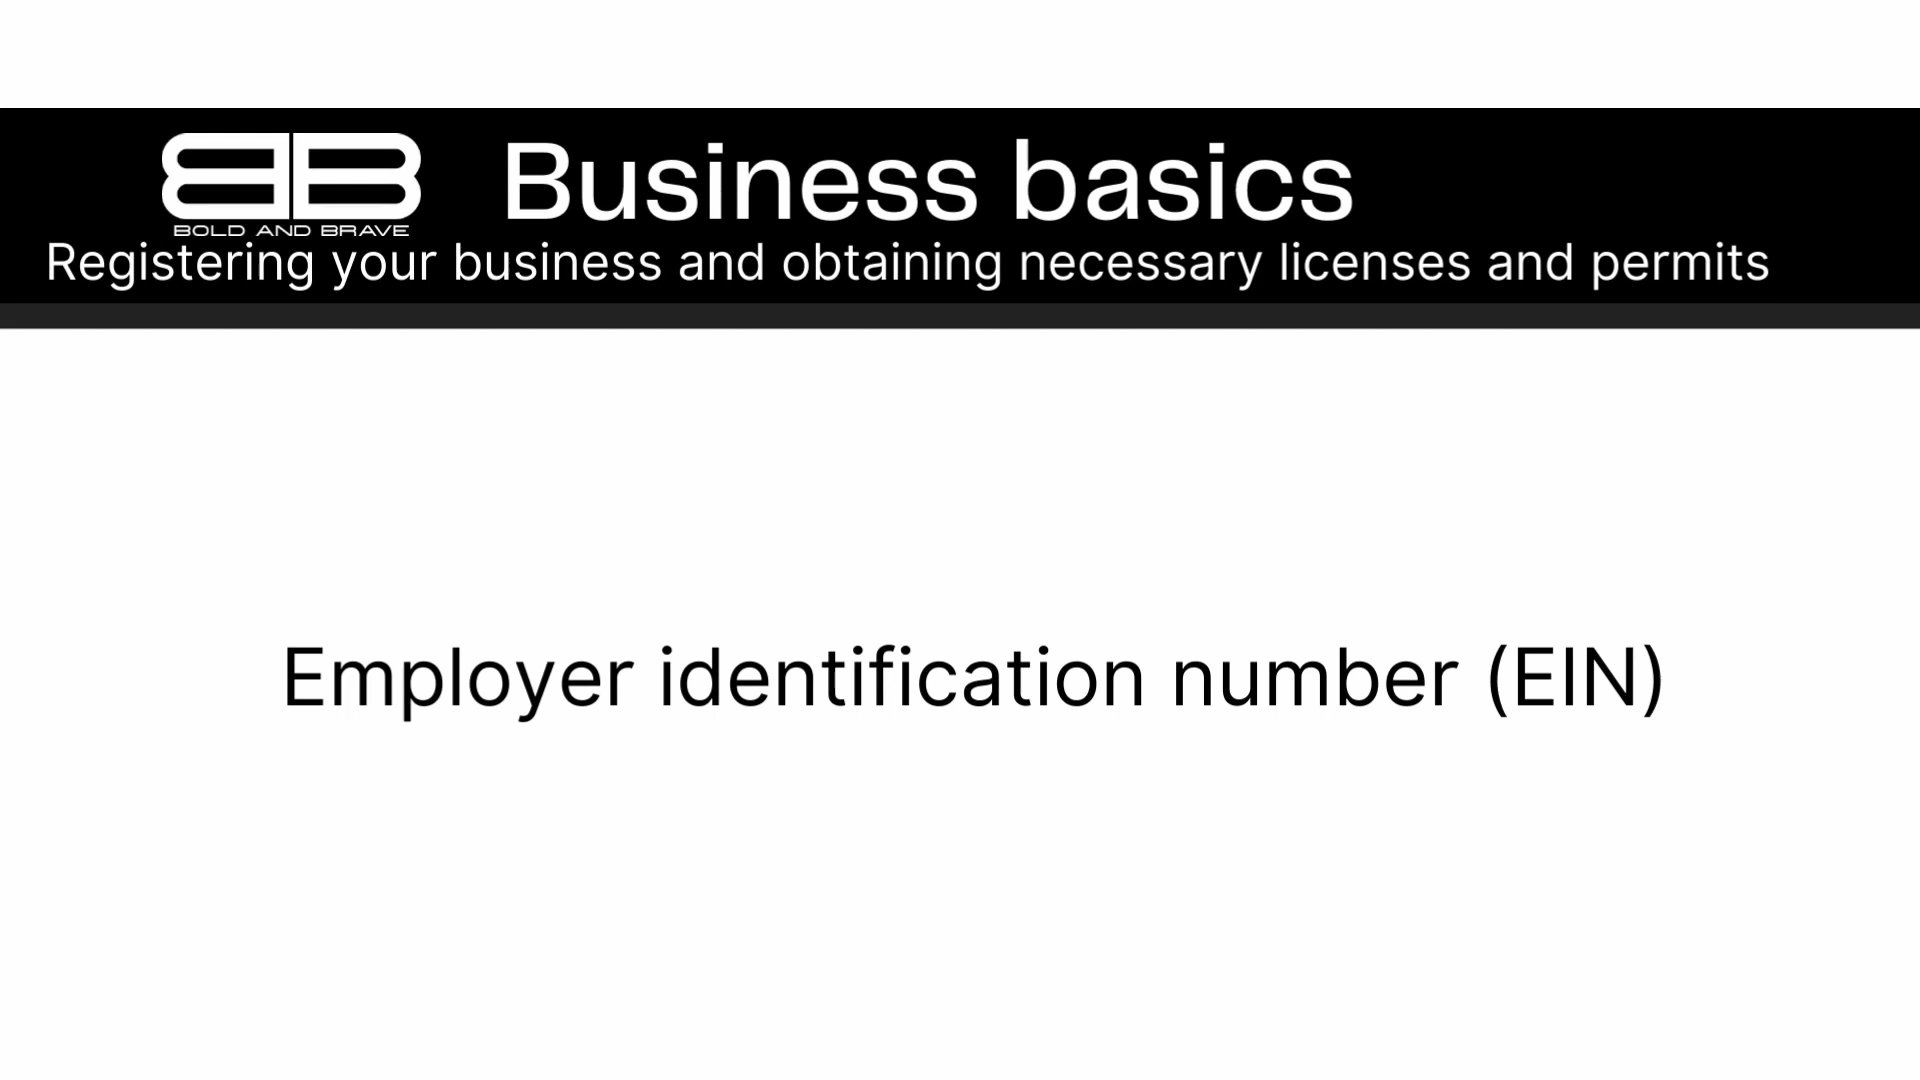 Business basics
BOLD AND BRAVE
Registering your business and obtaining necessary licenses and permits
Employer identification number (EIN)